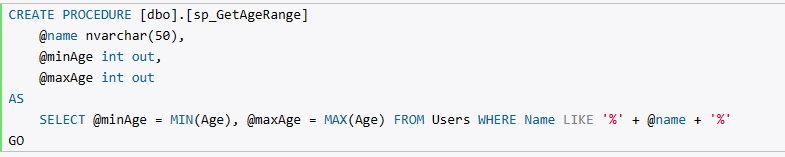 CREATE PROCEDURE [dbo].[sp_GetAgeRange]
    @name nvarchar(50),
    @minAge int out,
    @maxAge int out
AS
    SELECT @minAge = MIN(Age), @maxAge = MAX(Age) FROM Users WHERE Name LIKE '%' + @name + '%'
GO